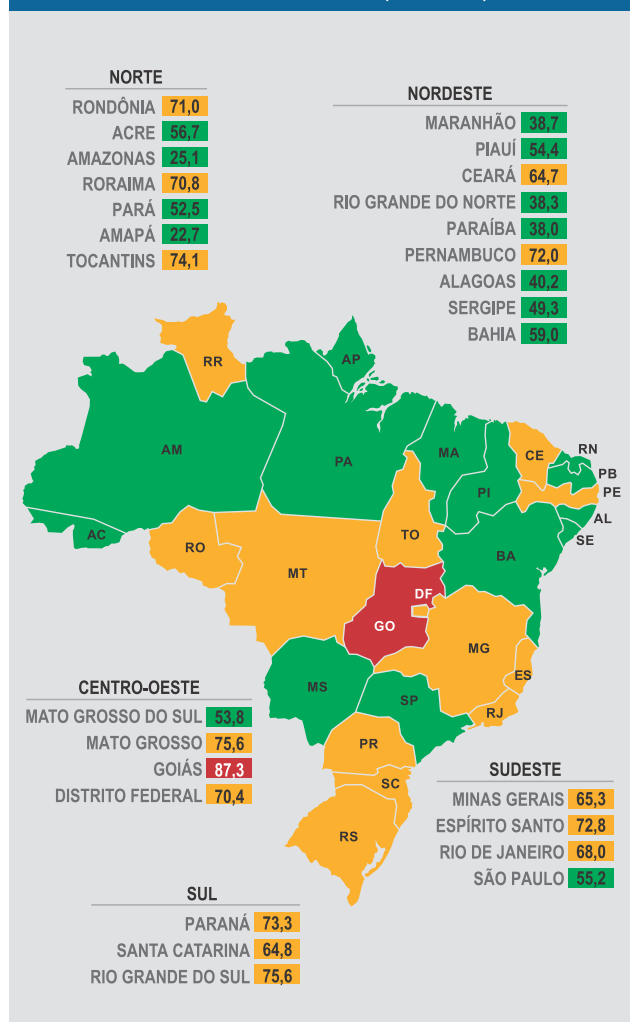 NORTE
RONDÔNIA 71,0
ACRE 56,7
AMAZONAS 25,1
RORAIMA 70,8
PARÁ 52,5
AMAPÁ 22,7
TOCANTINS 74,1
NORDESTE
MARANHÃO 38,7
PIAUÍ 54,4
CEARÁ 64,7
RIO GRANDE DO NORTE 38,3
PARAÍBA 38,0
PERNAMBUCO 72,0
ALAGOAS 40,2
SERGIPE 49,3
BAHIA 59,0
RR
AP
AM
PA
MA
PI
CE
RN
PB
PE
AL
SE
AC
RO
TO
BA
MT
DF
GO
MG
ES
MS
SP
RJ
PR
SC
RS
CENTRO-OESTE
MATO GROSSO DO SUL 53,8
MATO GROSSO 75,6
GOIÁS 87,3
DISTRITO FEDERAL 70,4
SUDESTE
MINAS GERAIS 65,3
ESPÍRITO SANTO 72,8
RIO DE JANEIRO 68,0
SÃO PAULO 55,2
SUL
PARANÁ 73,3
SANTA CATARINA 64,8
RIO GRANDE DO SUL 75,6